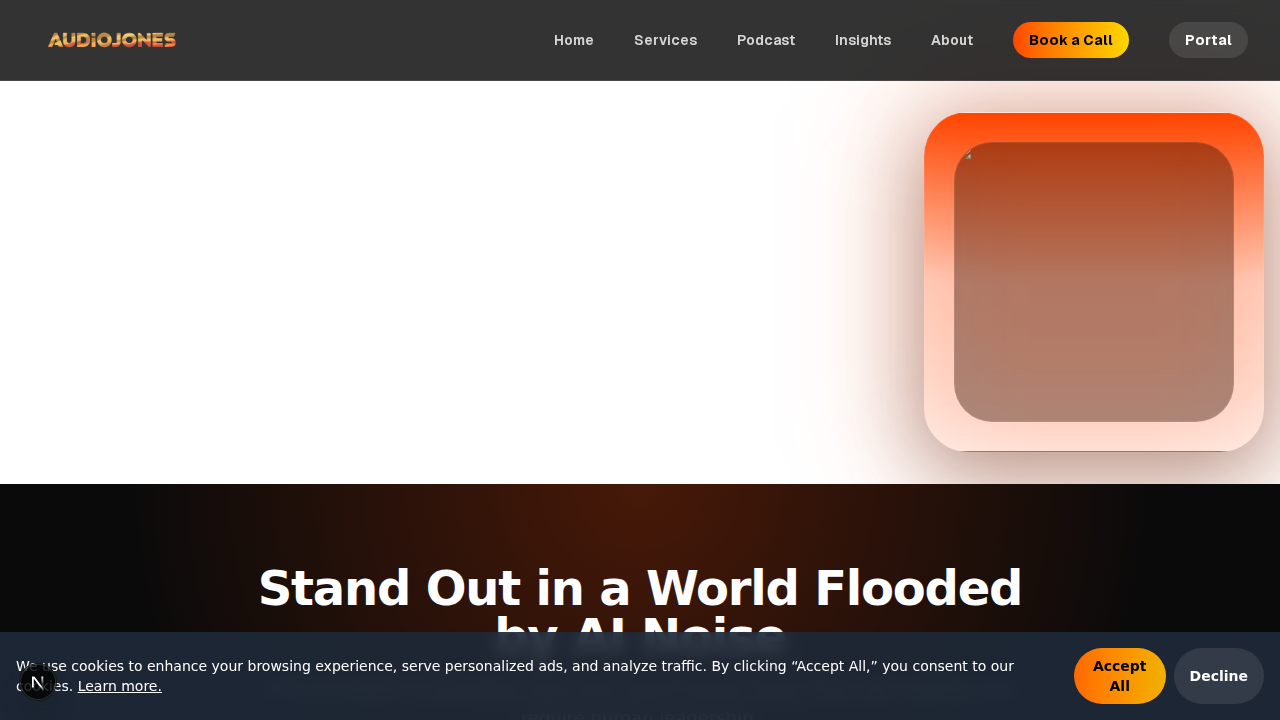 AUDIOJONES
Home
Services
Podcast
Insights
About
Book a Call
Portal
Stand Out in a World Flooded
by AI Noise
We use cookies to enhance your browsing experience, serve personalized ads, and analyze traffic. By clicking “Accept All,” you consent to our
cookies. Learn more.
Accept
All
Decline